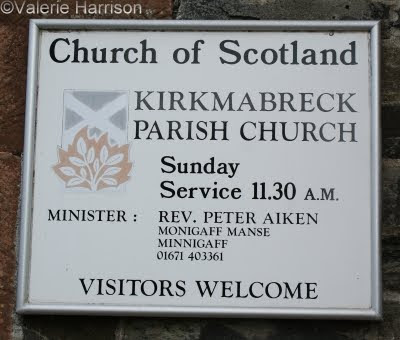 ©Valerie Harrison
Church of Scotland
KIRKMABRECK
PARISH CHURCH
Sunday
Service 11.30 A.M.
MINISTER : REV. PETER AIKEN
MONIGAFF MANSE
MINNIGAFF
01671 403361
VISITORS WELCOME